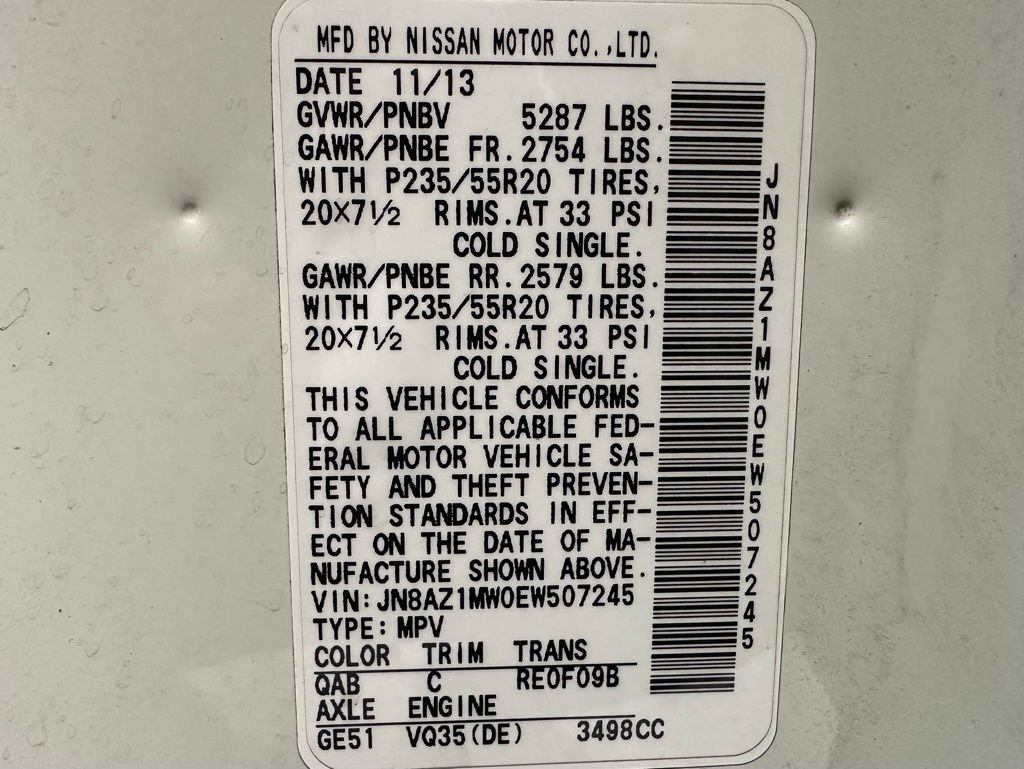 MFD BY NISSAN MOTOR CO.,LTD.
DATE 11/13
GVWR/PNBV 5287 LBS.
GAWR/PNBE FR.2754 LBS.
WITH P235/55R20 TIRES,
20×7½ RIMS.AT 33 PSI
COLD SINGLE.
GAWR/PNBE RR.2579 LBS.
WITH P235/55R20 TIRES,
20×7½ RIMS.AT 33 PSI
COLD SINGLE.
THIS VEHICLE CONFORMS
TO ALL APPLICABLE FED-
ERAL MOTOR VEHICLE SA-
FETY AND THEFT PREVEN-
TION STANDARDS IN EFF-
ECT ON THE DATE OF MA-
NUFACTURE SHOWN ABOVE.
VIN:JN8AZ1MW0EW507245
TYPE:MPV
COLOR TRIM TRANS
QAB C RE0F09B
AXLE ENGINE
GE51 VQ35(DE) 3498CC
JN8AZ1MW0EW507245